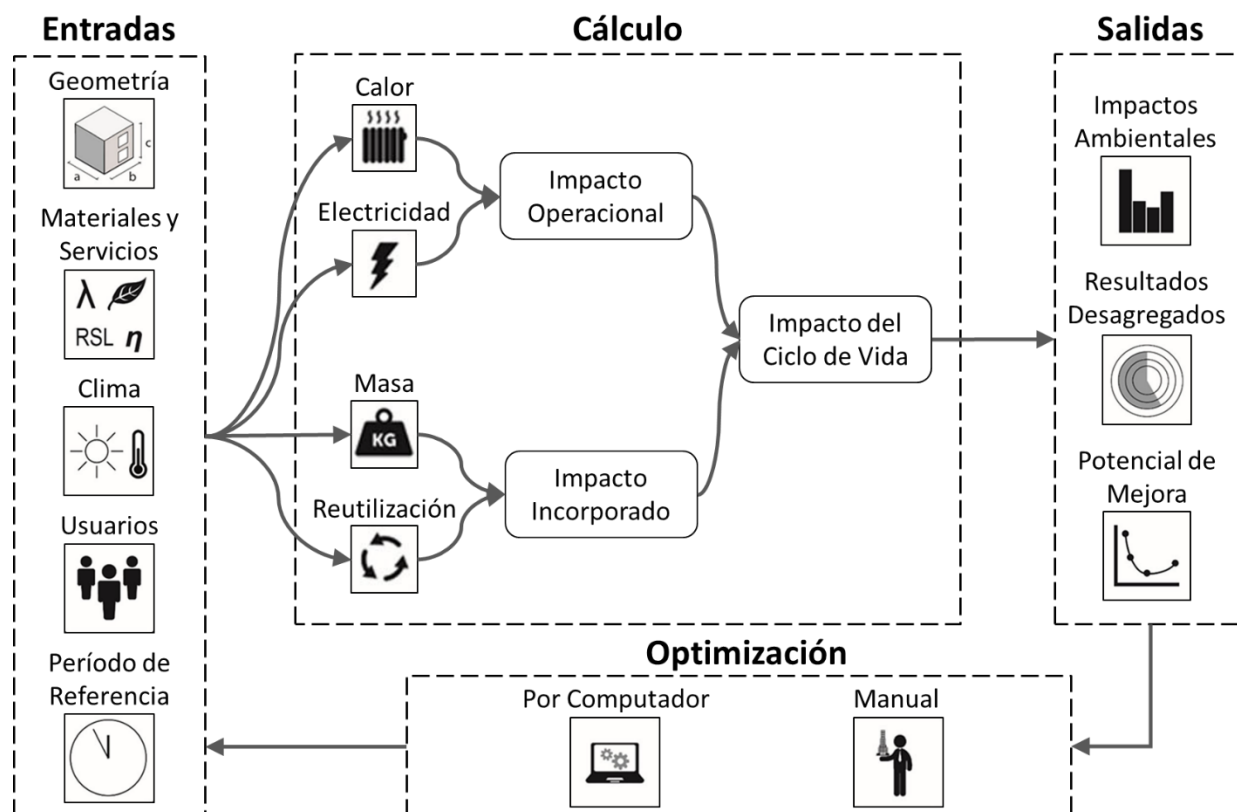 Entradas
Geometría
a
b
c
Materiales y
Servicios
λ
RSL η
Clima
Usuarios
Período de
Referencia
Cálculo
Calor
Electricidad
Masa
KG
Reutilización
Impacto
Operacional
Impacto
Incorporado
Impacto del
Ciclo de Vida
Salidas
Impactos
Ambientales
Resultados
Desagregados
Potencial de
Mejora
Optimización
Por Computador
Manual